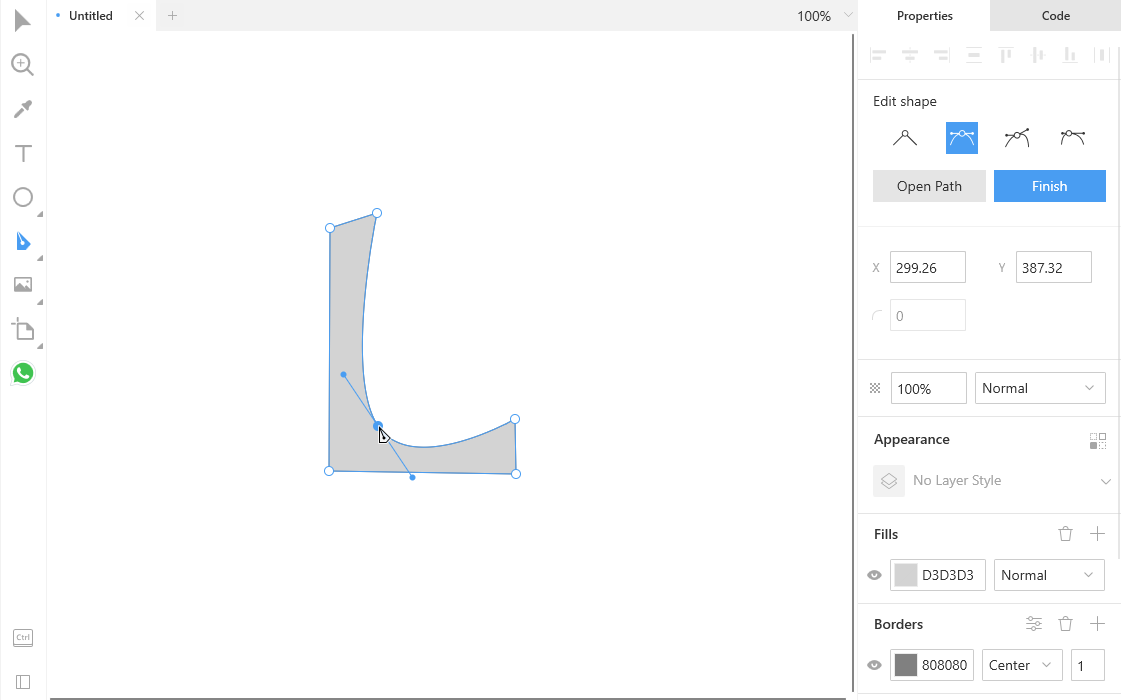 Untitled
100%
Properties
Code
Edit shape
Open Path
Finish
X
299.26
Y
387.32
0
100%
Normal
Appearance
No Layer Style
Fills
D3D3D3
Normal
Borders
808080
Center
1
Ctrl